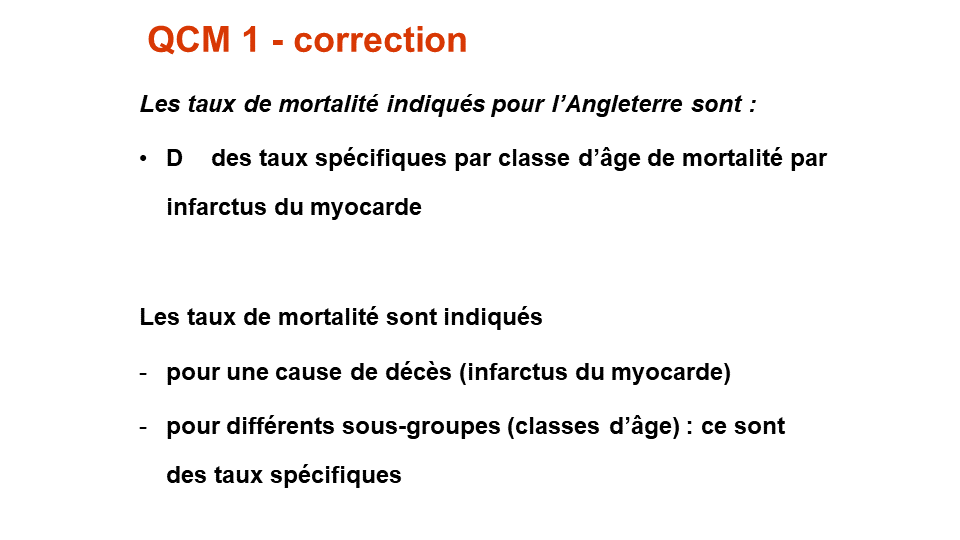 QCM 1 - correction
Les taux de mortalité indiqués pour l’Angleterre sont :
• D des taux spécifiques par classe d’âge de mortalité par
infarctus du myocarde
Les taux de mortalité sont indiqués
- pour une cause de décès (infarctus du myocarde)
- pour différents sous-groupes (classes d’âge) : ce sont
des taux spécifiques